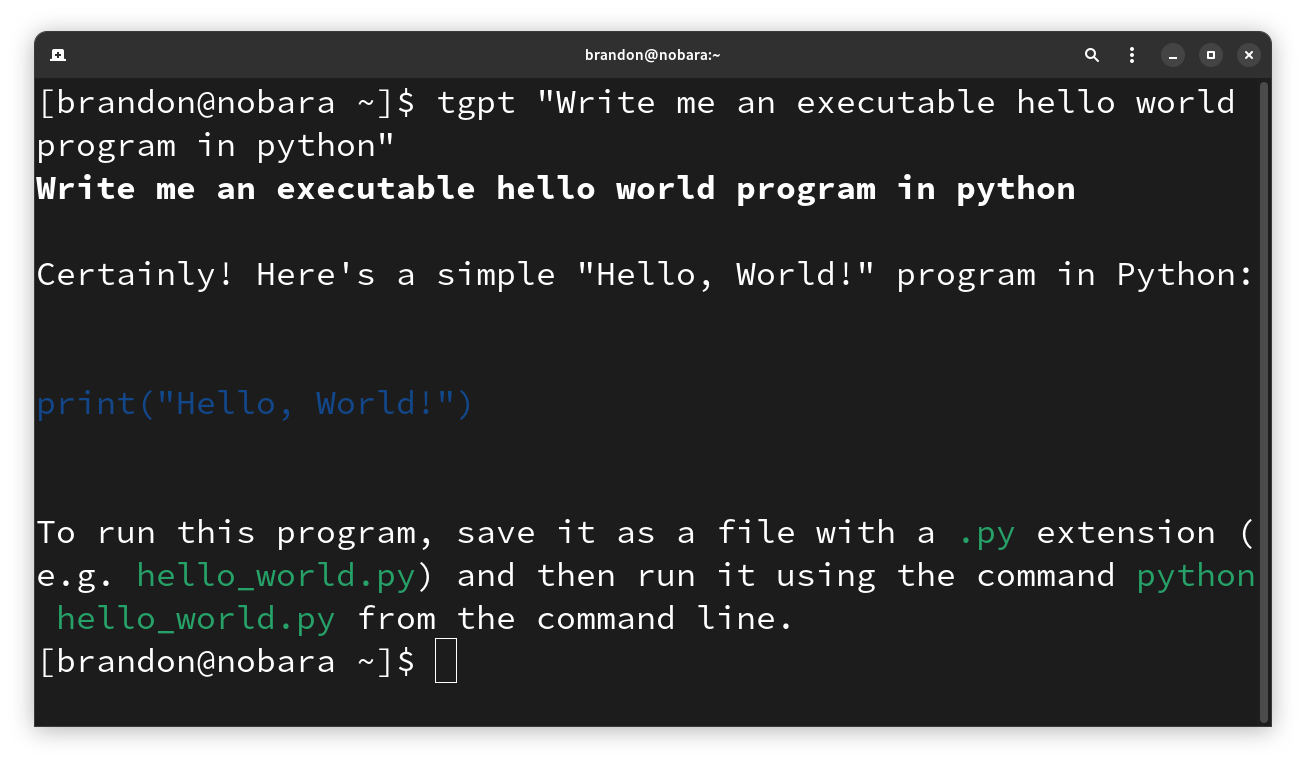 brandon@nobara:~
[brandon@nobara ~]$ tgpt "Write me an executable hello world
program in python"
Write me an executable hello world program in python
Certainly! Here's a simple "Hello, World!" program in Python:
print("Hello, World!")
To run this program, save it as a file with a .py extension (
e.g. hello_world.py) and then run it using the command python
 hello_world.py from the command line.
[brandon@nobara ~]$